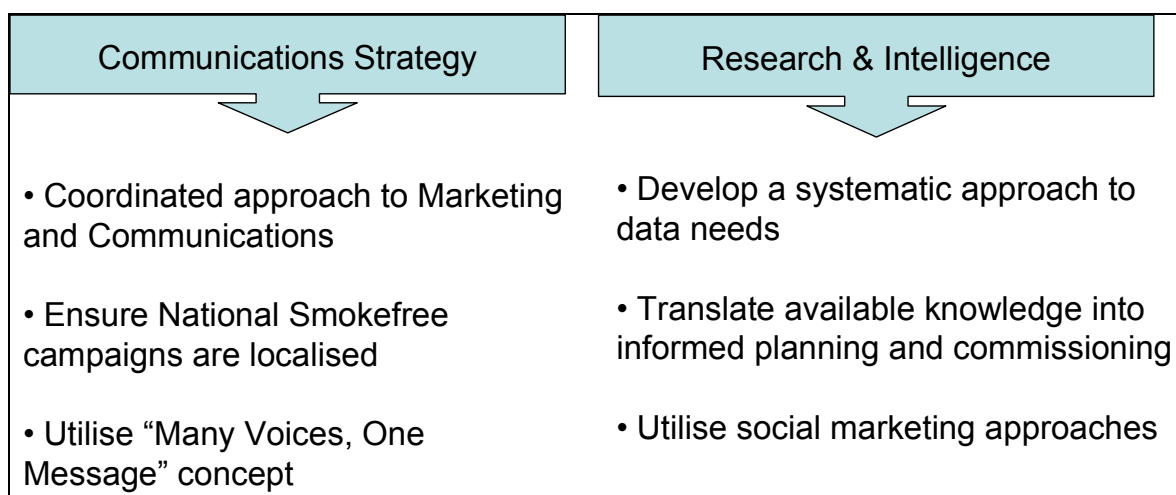 Communications Strategy
• Coordinated approach to Marketing
and Communications
• Ensure National Smokefree
campaigns are localised
• Utilise “Many Voices, One
Message” concept
Research & Intelligence
• Develop a systematic approach to
data needs
• Translate available knowledge into
informed planning and commissioning
• Utilise social marketing approaches